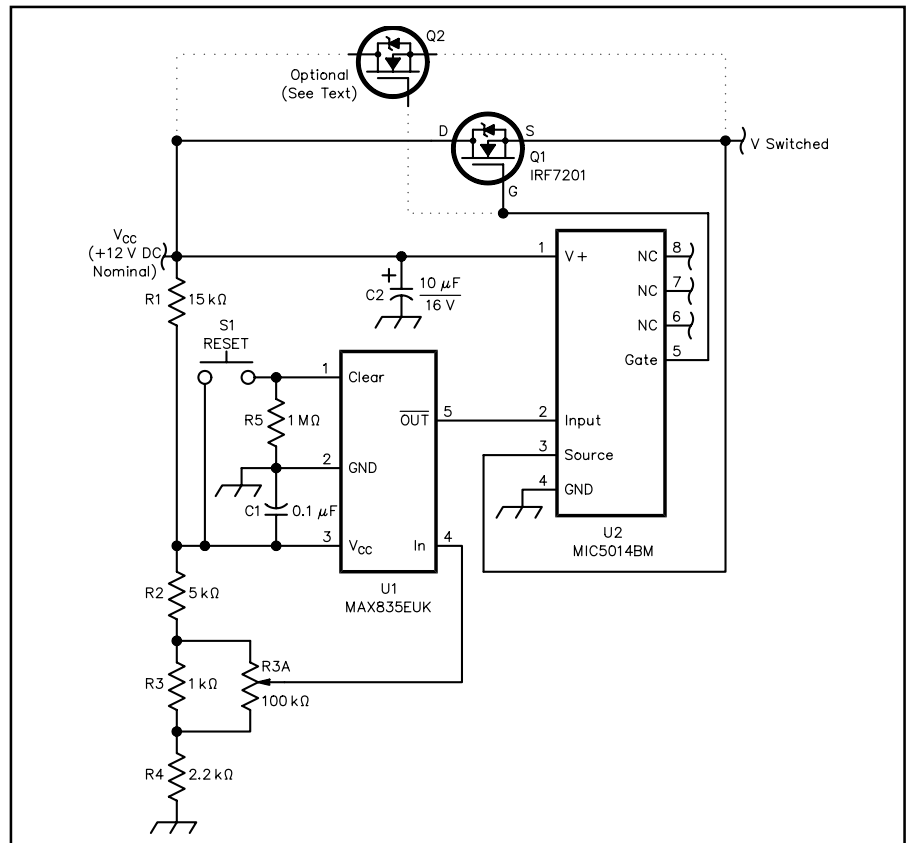 Q2
Optional
(See Text)
D
S
V Switched
Q1
IRF7201
G
VCC
(+12 V DC
Nominal)
1
V+
NC
8
NC
7
NC
6
Gate
5
+
10 µF
16 V
C2
R1
15 kΩ
S1
RESET
1
Clear
R5
1 MΩ
OUT
5
2
Input
2
GND
3
Source
4
GND
C1
0.1 µF
3
VCC
In
4
U2
MIC5014BM
U1
MAX835EUK
R2
5 kΩ
R3A
100 kΩ
R3
1 kΩ
R4
2.2 kΩ